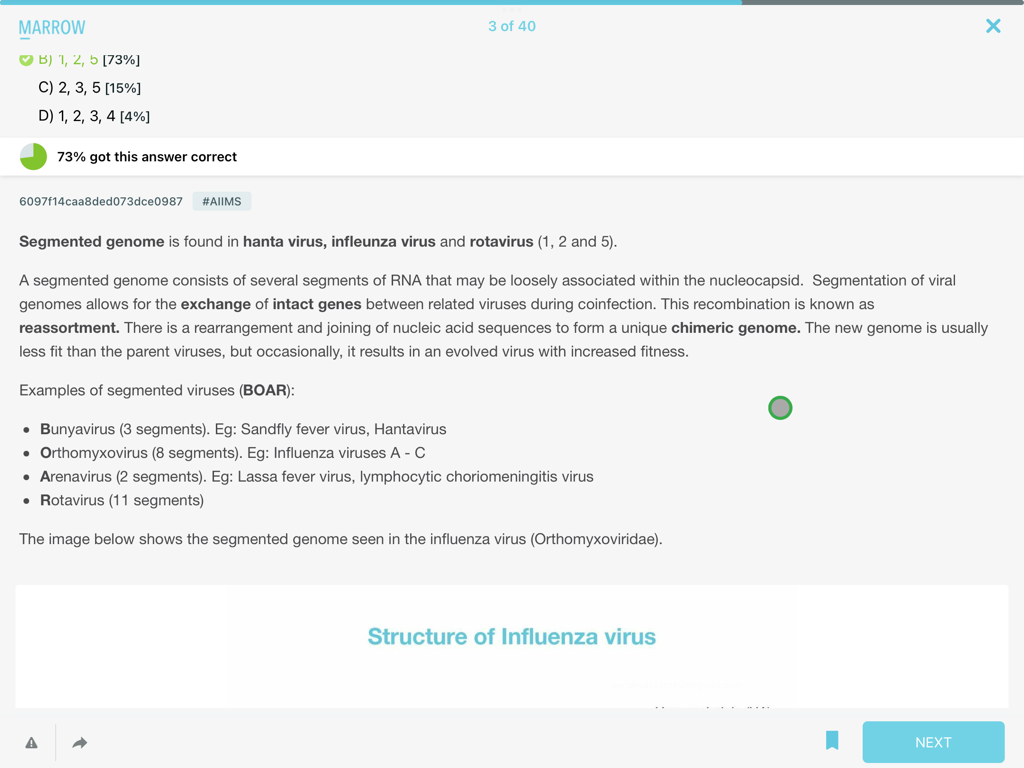 MARROW
3 of 40
B) 1, 2, 5 [73%]
C) 2, 3, 5 [15%]
D) 1, 2, 3, 4 [4%]
73% got this answer correct
6097f14caa8ded073dce0987 #AIIMS
Segmented genome is found in hanta virus, infleunza virus and rotavirus (1, 2 and 5).
A segmented genome consists of several segments of RNA that may be loosely associated within the nucleocapsid. Segmentation of viral
genomes allows for the exchange of intact genes between related viruses during coinfection. This recombination is known as
reassortment. There is a rearrangement and joining of nucleic acid sequences to form a unique chimeric genome. The new genome is usually
less fit than the parent viruses, but occasionally, it results in an evolved virus with increased fitness.
Examples of segmented viruses (BOAR):
• Bunyavirus (3 segments). Eg: Sandfly fever virus, Hantavirus
• Orthomyxovirus (8 segments). Eg: Influenza viruses A - C
• Arenavirus (2 segments). Eg: Lassa fever virus, lymphocytic choriomeningitis virus
• Rotavirus (11 segments)
The image below shows the segmented genome seen in the influenza virus (Orthomyxoviridae).
Structure of Influenza virus
NEXT